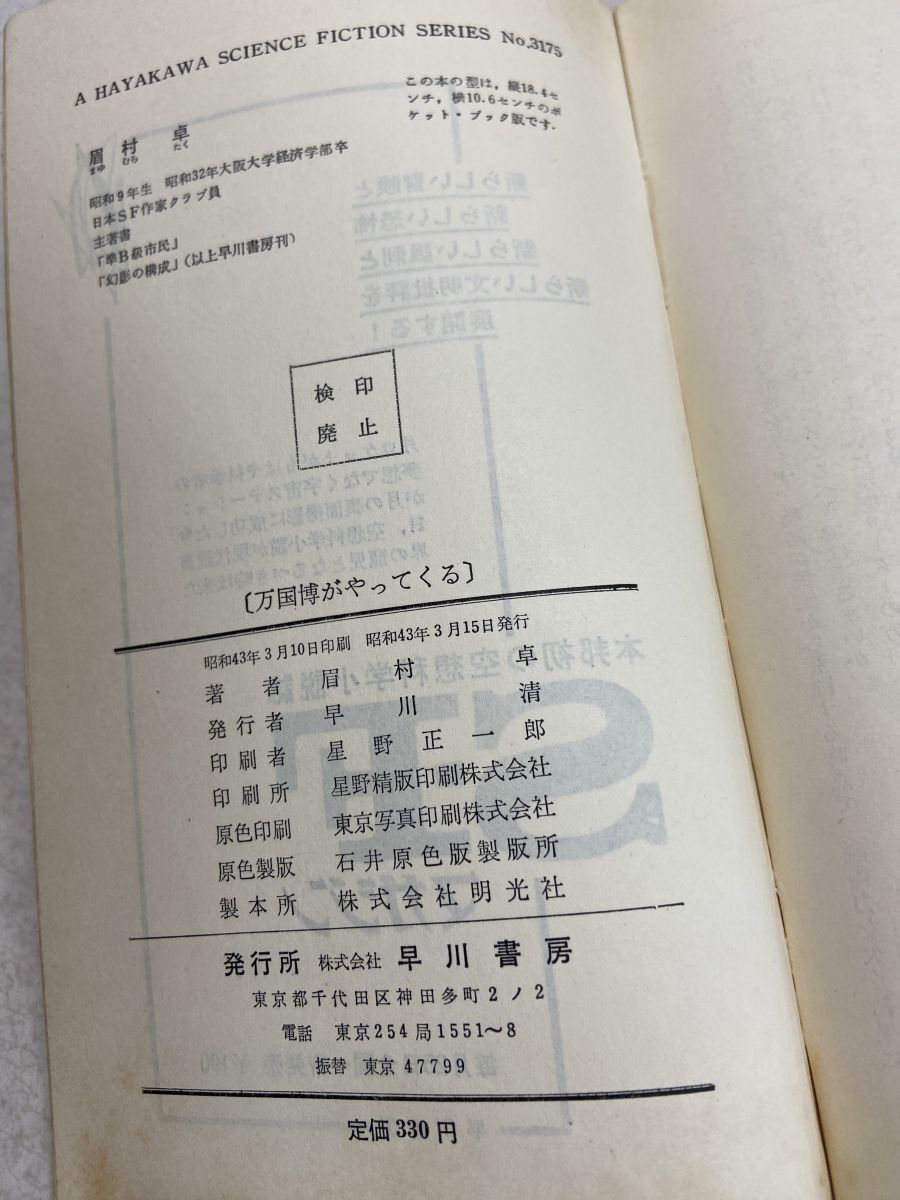 A HAYAKAWA SCIENCE FICTION SERIES No.3175
この本の型は，縦18.4セ
ンチ，横10.6センチのポ
ケット・ブック版です.
眉村卓
まゆ むら たく
昭和9年生 昭和32年大阪大学経済学部卒
日本SF作家クラブ員
主著書
「準B級市民」
「幻影の構成」(以上早川書房刊)
検印
廃止
〔万国博がやってくる〕
昭和43年3月10日印刷 昭和43年3月15日発行
著者 眉村卓
発行者 早川清
印刷者 星野正一郎
印刷所 星野精版印刷株式会社
原色印刷 東京写真印刷株式会社
原色製版 石井原色版製版所
製本所 株式会社明光社
発行所 株式会社 早川書房
東京都千代田区神田多町2ノ2
電話 東京254局1551〜8
振替 東京 47799
定価330円